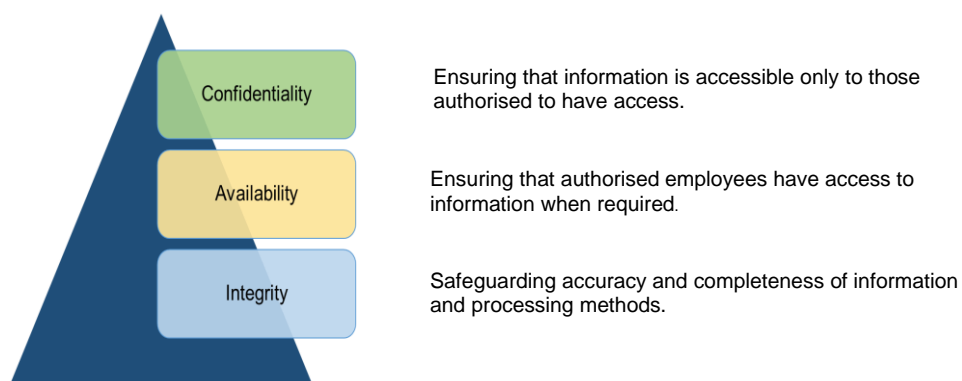 Confidentiality
Ensuring that information is accessible only to those
authorised to have access.
Availability
Ensuring that authorised employees have access to
information when required.
Integrity
Safeguarding accuracy and completeness of information
and processing methods.